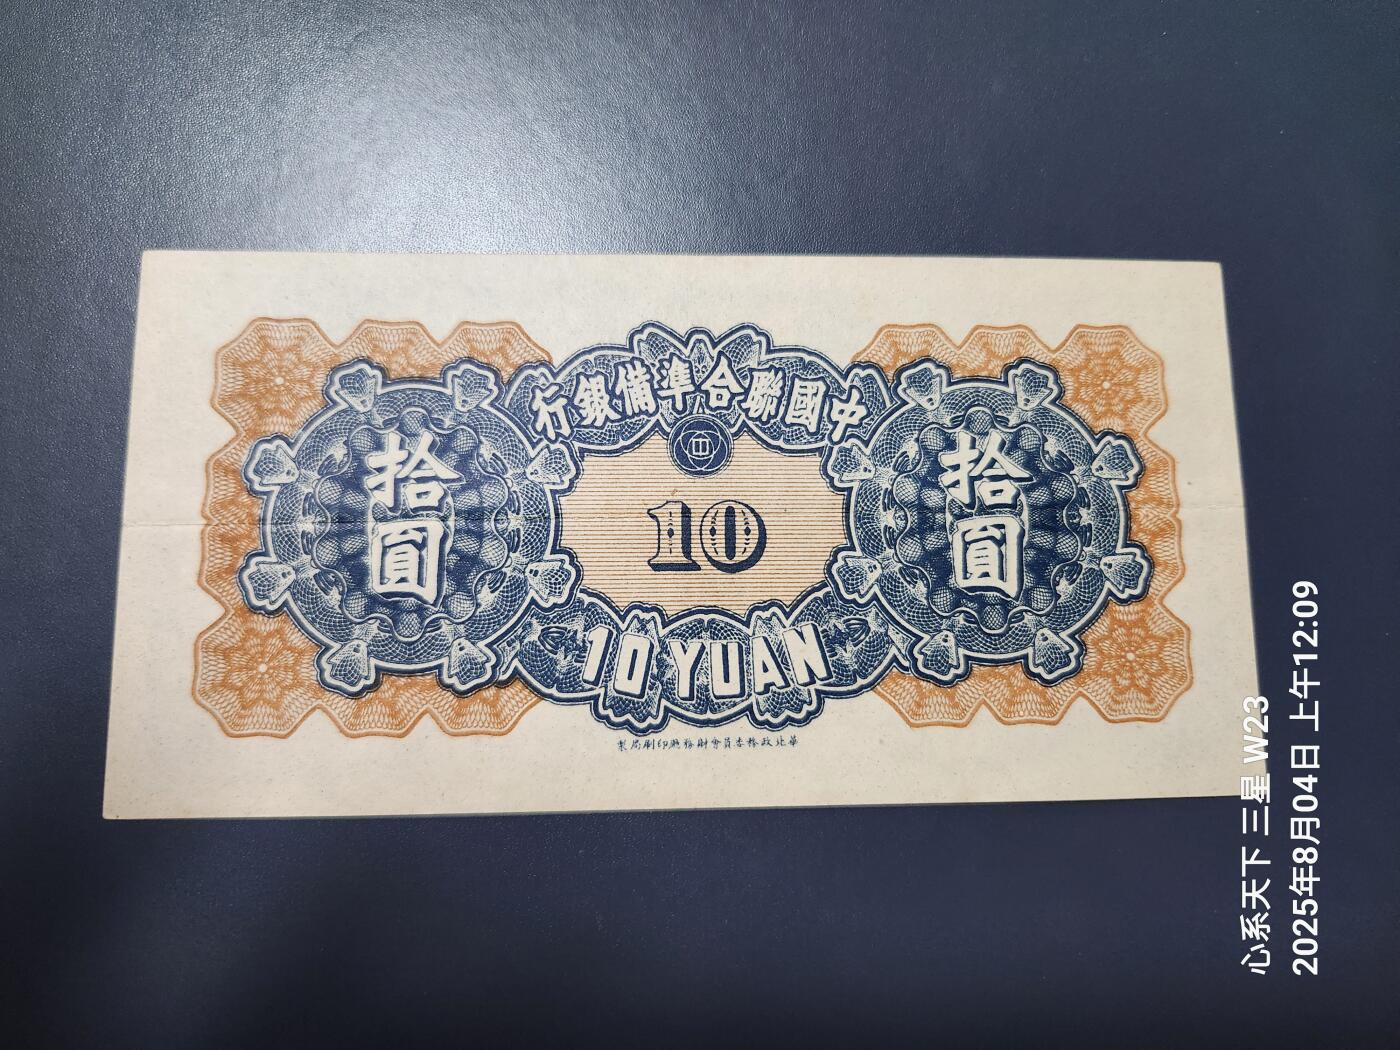 中國聯合準備銀行
拾圓
拾圓
10
10 YUAN
華北政務委員會財務廳印刷局製
心系天下 三星 W23
2025年8月04日 上午12:09